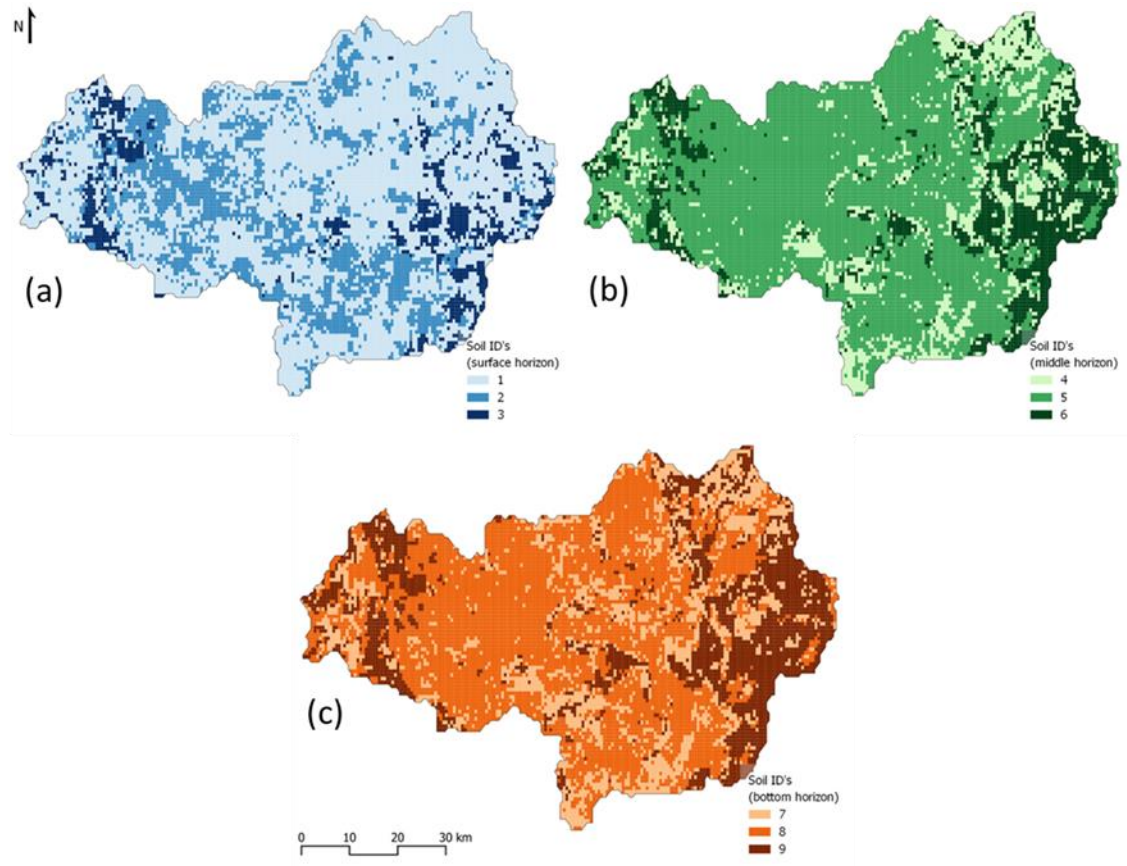 N
(a)
Soil ID's
(surface horizon)
1
2
3
(b)
Soil ID's
(middle horizon)
4
5
6
(c)
Soil ID's
(bottom horizon)
7
8
9
0 10 20 30 km